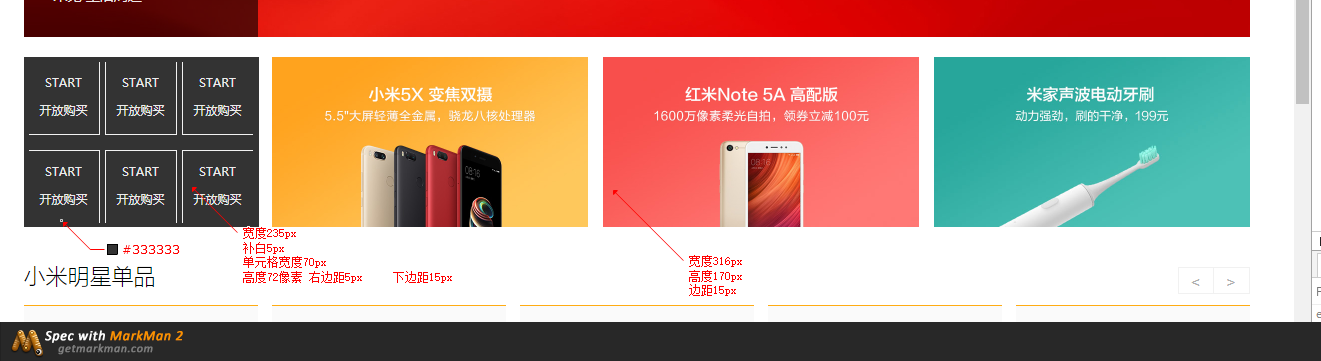 START START START
开放购买 开放购买 开放购买
START START START
开放购买 开放购买 开放购买
小米5X 变焦双摄
5.5"大屏轻薄全金属，骁龙八核处理器
红米Note 5A 高配版
1600万像素柔光自拍，领券立减100元
米家声波电动牙刷
动力强劲，刷的干净，199元
#333333
宽度235px
补白5px
单元格宽度70px
高度72像素 右边距5px 下边距15px
宽度316px
高度170px
边距15px
小米明星单品
< >
Spec with MarkMan 2
getmarkman.com